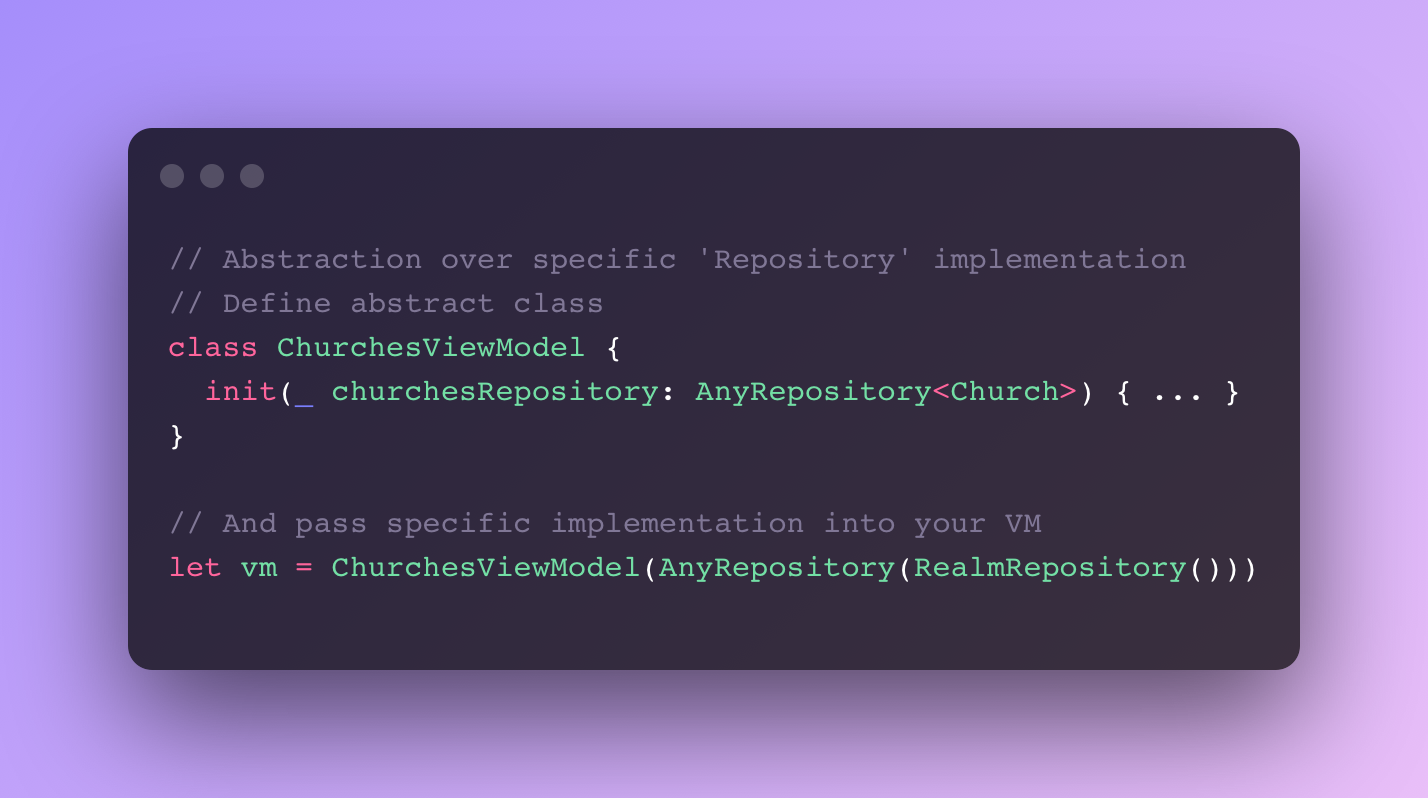 // Abstraction over specific 'Repository' implementation
// Define abstract class
class ChurchesViewModel {
  init(_ churchesRepository: AnyRepository<Church>) { ... }
}

// And pass specific implementation into your VM
let vm = ChurchesViewModel(AnyRepository(RealmRepository()))